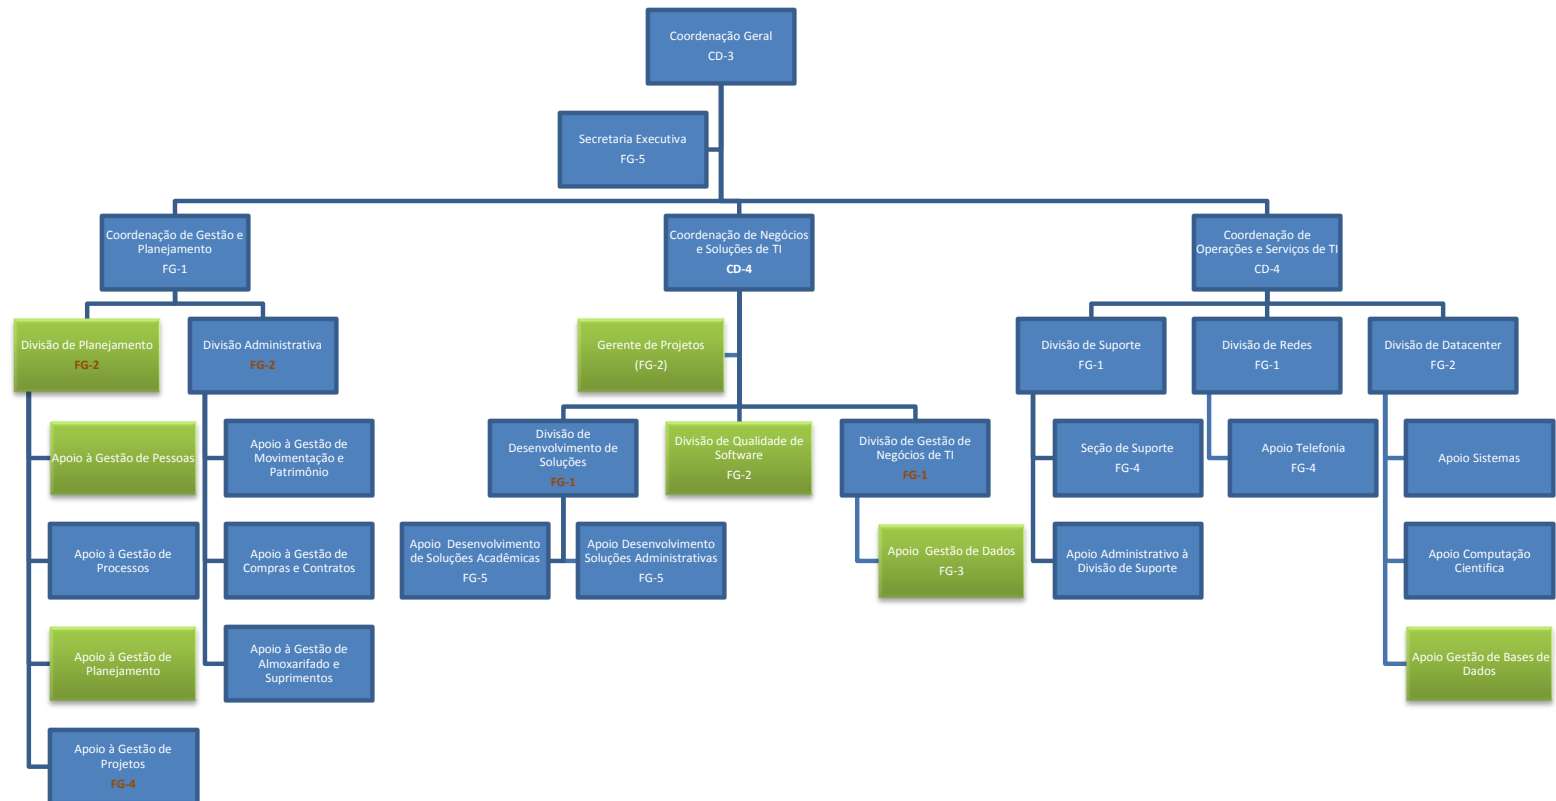 Coordenação Geral
CD-3
Secretaria Executiva
FG-5
Coordenação de Gestão e
Planejamento
FG-1
Coordenação de Negócios
e Soluções de TI
CD-4
Coordenação de
Operações e Serviços de TI
CD-4
Divisão de Planejamento
FG-2
Divisão Administrativa
FG-2
Gerente de Projetos
(FG-2)
Divisão de Suporte
FG-1
Divisão de Redes
FG-1
Divisão de Datacenter
FG-2
Apoio à Gestão de Pessoas
Apoio à Gestão de
Movimentação e
Patrimônio
Divisão de
Desenvolvimento de
Soluções
FG-1
Divisão de Qualidade de
Software
FG-2
Divisão de Gestão de
Negócios de TI
FG-1
Seção de Suporte
FG-4
Apoio Telefonia
FG-4
Apoio Sistemas
Apoio à Gestão de
Processos
Apoio à Gestão de
Compras e Contratos
Apoio Desenvolvimento
de Soluções Acadêmicas
FG-5
Apoio Desenvolvimento
Soluções Administrativas
FG-5
Apoio Gestão de Dados
FG-3
Apoio Administrativo à
Divisão de Suporte
Apoio Computação
Cientifica
Apoio à Gestão de
Planejamento
Apoio à Gestão de
Almoxarifado e
Suprimentos
Apoio Gestão de Bases de
Dados
Apoio à Gestão de
Projetos
FG-4